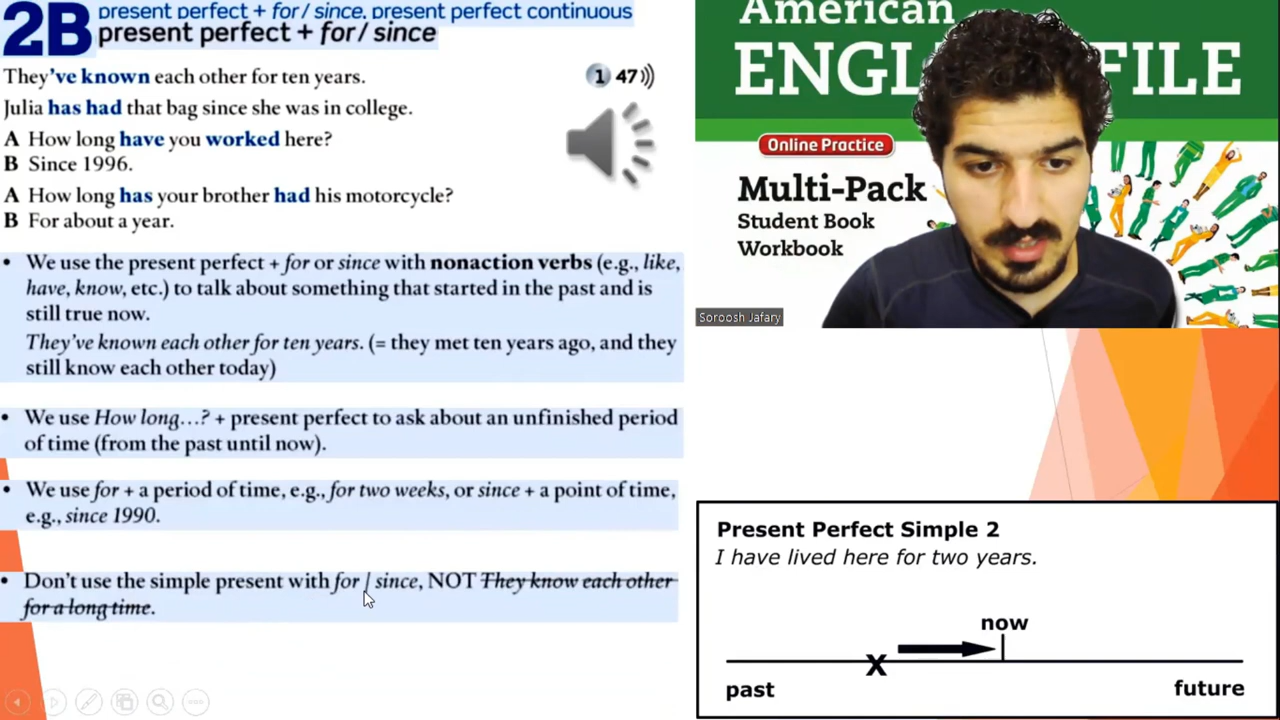 2B present perfect + for / since, present perfect continuous
present perfect + for / since
They've known each other for ten years.
1 47
Julia has had that bag since she was in college.
A How long have you worked here?
B Since 1996.
A How long has your brother had his motorcycle?
B For about a year.
• We use the present perfect + for or since with nonaction verbs (e.g., like,
have, know, etc.) to talk about something that started in the past and is
still true now.
They've known each other for ten years. (= they met ten years ago, and they
still know each other today)
• We use How long…? + present perfect to ask about an unfinished period
of time (from the past until now).
• We use for + a period of time, e.g., for two weeks, or since + a point of time,
e.g., since 1990.
• Don't use the simple present with for / since, NOT They know each other
for a long time.
American
ENGL FILE
Online Practice
Multi-Pack
Student Book
Workbook
Soroosh Jafary
Present Perfect Simple 2
I have lived here for two years.
now
X
past
future